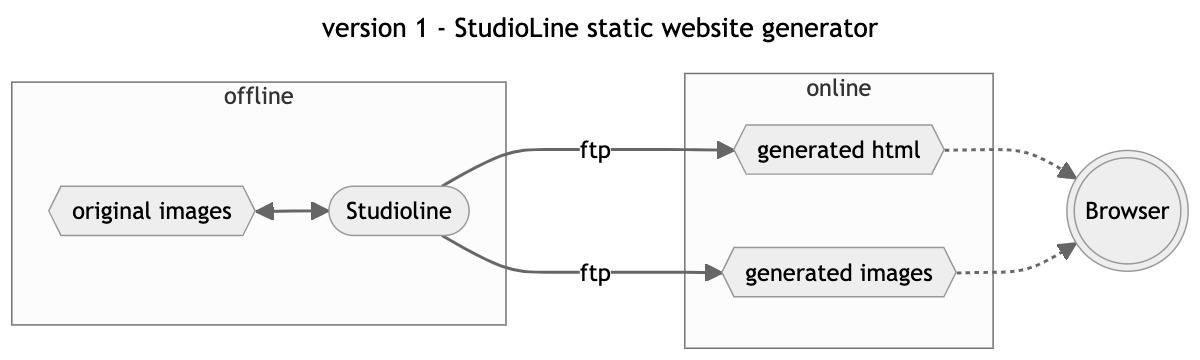 version 1 - StudioLine static website generator
offline
online
original images
Studioline
ftp
generated html
ftp
generated images
Browser